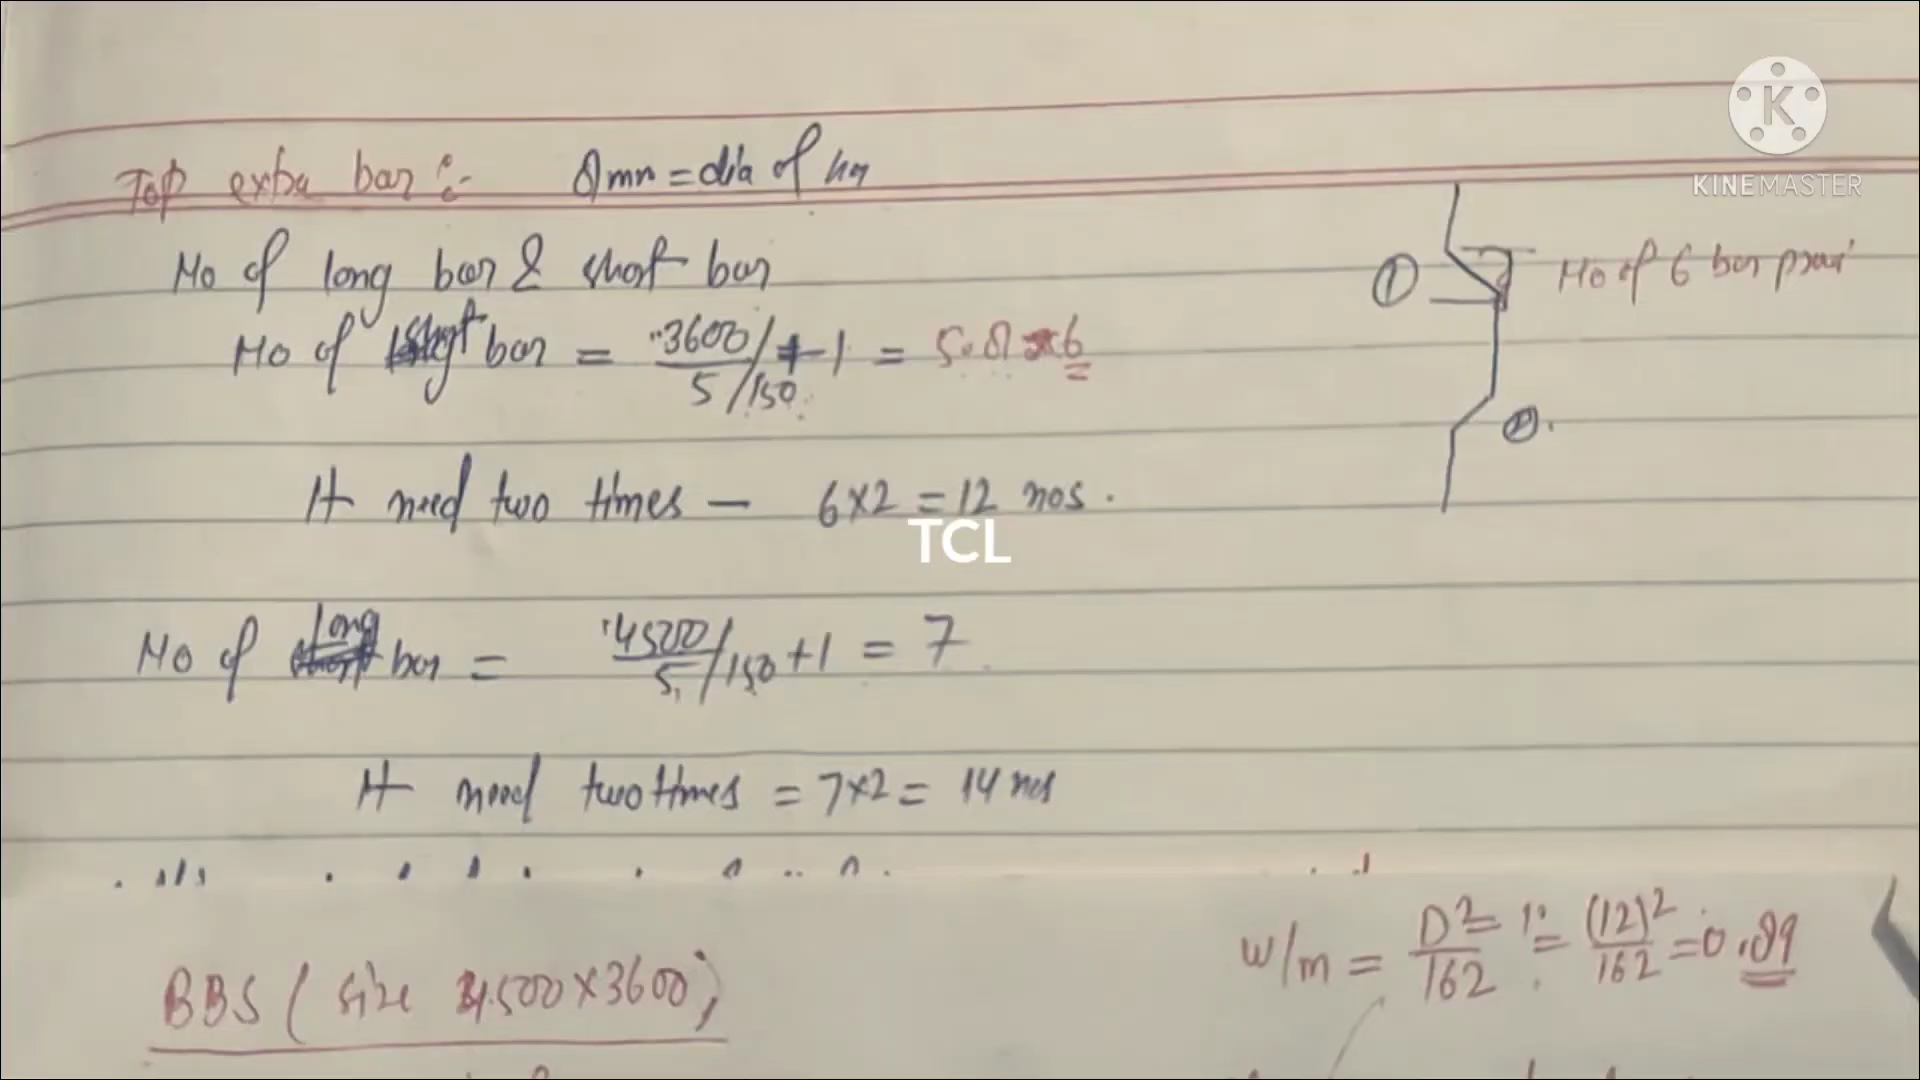 Top extra bar :- 8mm = dia of bar
No of long bar & short bar
No of short bar = 3600/5 / 150 + 1 = 5.8 ≈ 6
It need two times - 6×2 = 12 nos.
No of Long bar = 4500/5 / 150 + 1 = 7
It need two times = 7×2 = 14 nos
BBS ( size 4500×3600)
① No of 6 bar
②.
w/m = D²/162 = (12)²/162 = 0.89
KINEMASTER
TCL